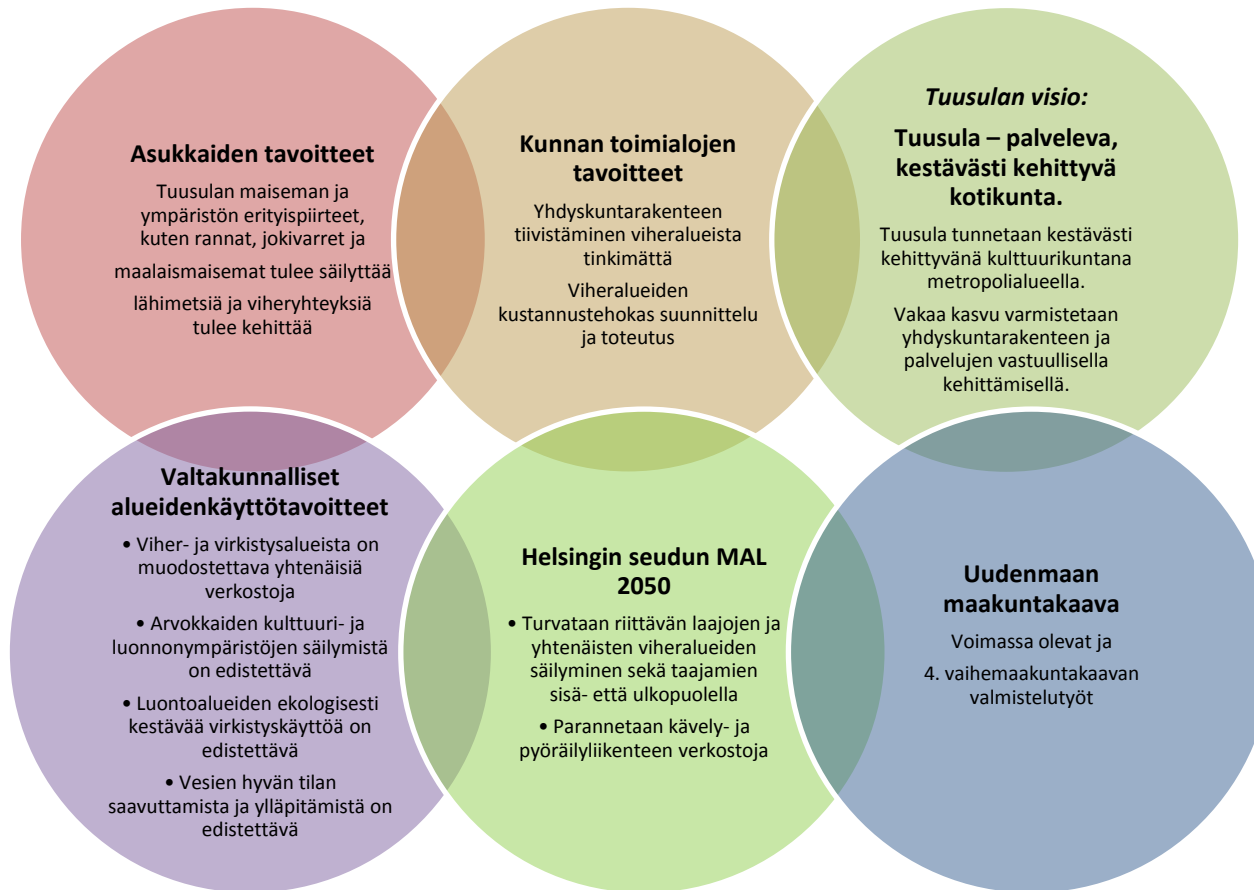 Asukkaiden tavoitteet
Tuusulan maiseman ja
ympäristön erityispiirteet,
kuten rannat, jokivarret ja
maalaismaisemat tulee säilyttää
lähimetsiä ja viheryhteyksiä
tulee kehittää
Kunnan toimialojen
tavoitteet
Yhdyskuntarakenteen
tiivistäminen viheralueista
tinkimättä
Viheralueiden
kustannustehokas suunnittelu
ja toteutus
Tuusulan visio:
Tuusula – palveleva,
kestävästi kehittyvä
kotikunta.
Tuusula tunnetaan kestävästi
kehittyvänä kulttuurikuntana
metropolialueella.
Vakaa kasvu varmistetaan
yhdyskuntarakenteen ja
palvelujen vastuullisella
kehittämisellä.
Valtakunnalliset
alueidenkäyttötavoitteet
• Viher- ja virkistysalueista on
muodostettava yhtenäisiä
verkostoja
• Arvokkaiden kulttuuri- ja
luonnonympäristöjen säilymistä
on edistettävä
• Luontoalueiden ekologisesti
kestävää virkistyskäyttöä on
edistettävä
• Vesien hyvän tilan
saavuttamista ja ylläpitämistä on
edistettävä
Helsingin seudun MAL
2050
• Turvataan riittävän laajojen ja
yhtenäisten viheralueiden
säilyminen sekä taajamien
sisä- että ulkopuolella
• Parannetaan kävely- ja
pyöräilyliikenteen verkostoja
Uudenmaan
maakuntakaava
Voimassa olevat ja
4. vaihemaakuntakaavan
valmistelutyöt